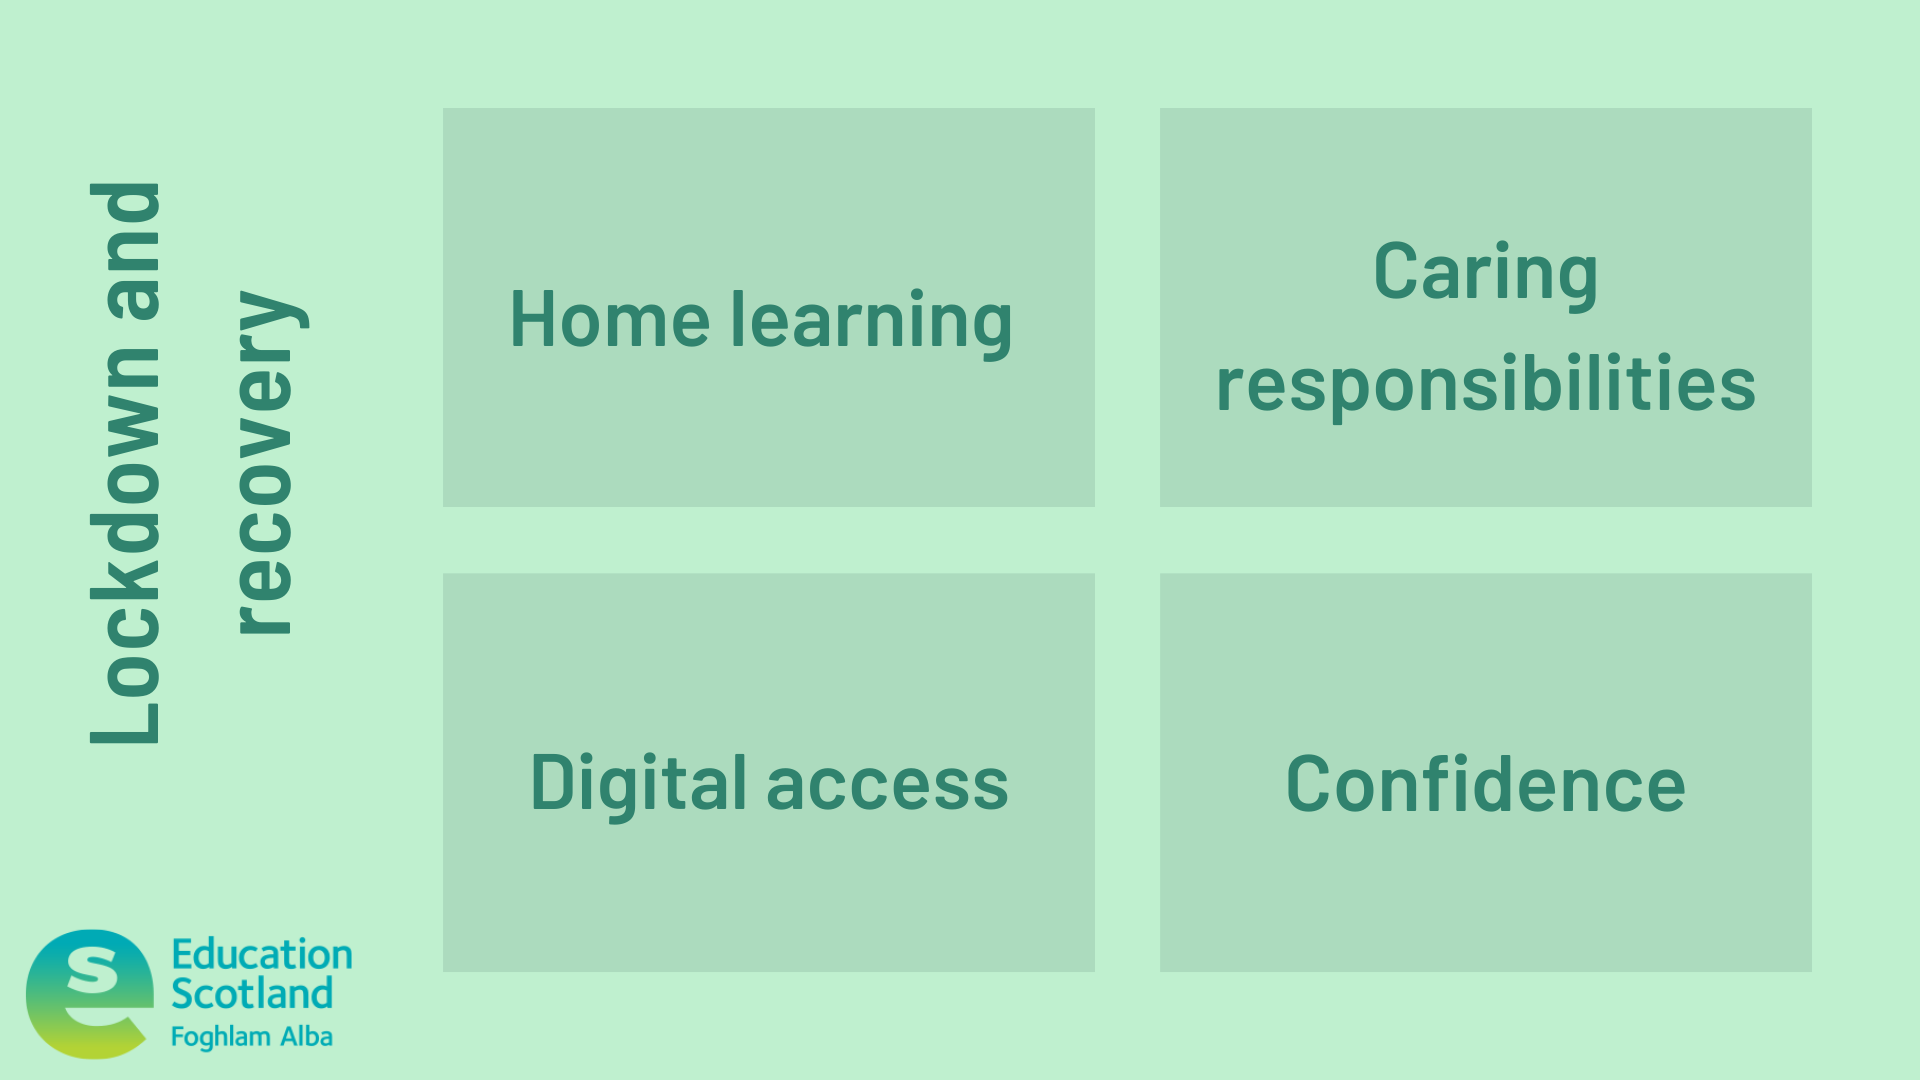 Lockdown and
recovery
Home learning
Caring
responsibilities
Digital access
Confidence
Education
Scotland
Foghlam Alba